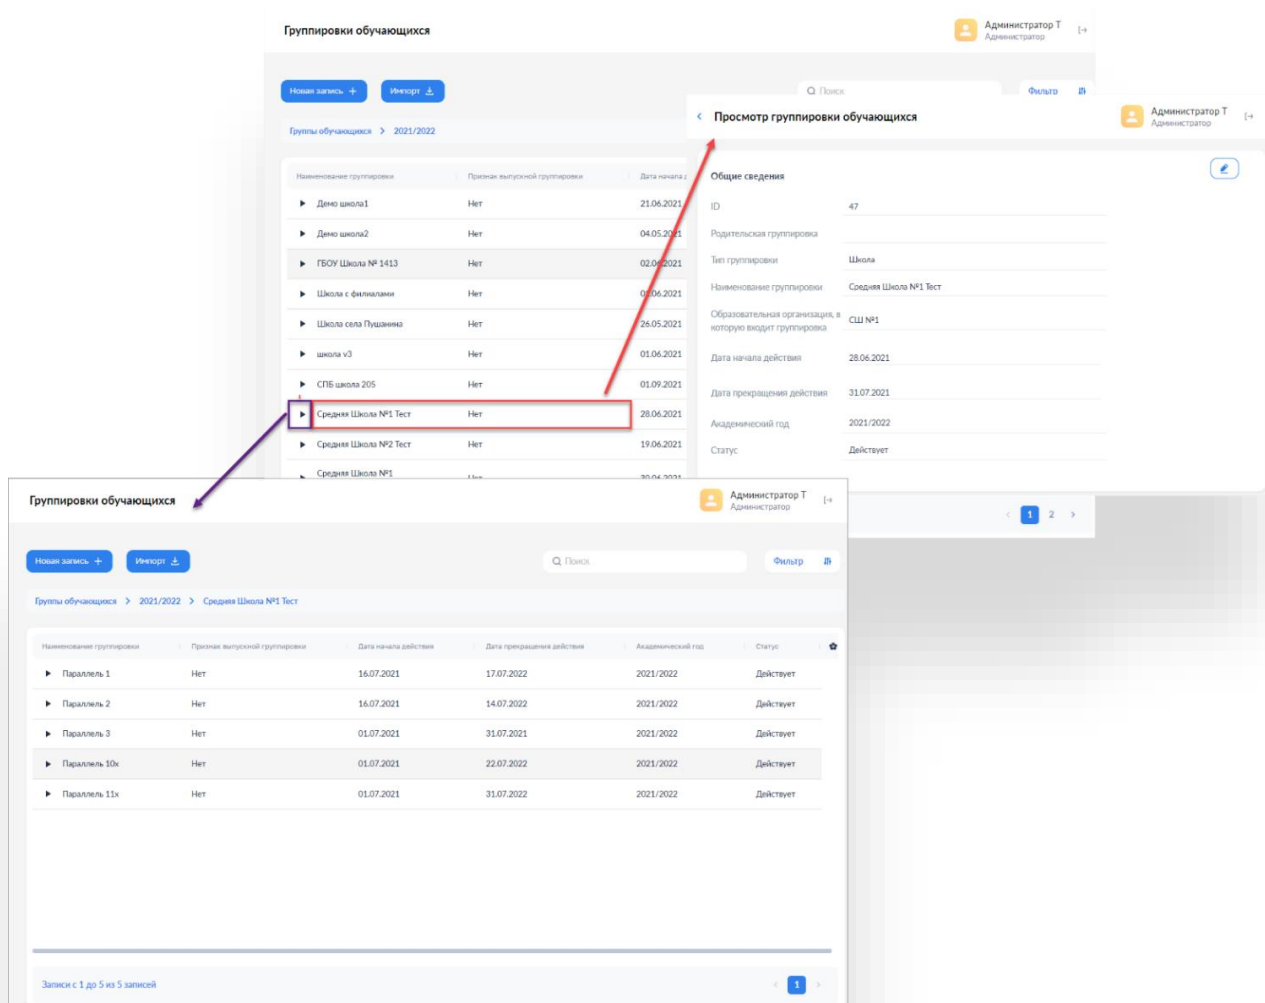 Группировки обучающихся
Администратор Т
Администратор
Новая запись +
Импорт
Поиск
Фильтр
Группы обучающихся > 2021/2022
Наименование группировки Признак выпускной группировки Дата начала
Демо школа1 Нет 21.06.2021
Демо школа2 Нет 04.05.2021
ГБОУ Школа № 1413 Нет 02.06.2021
Школа с филиалами Нет 01.06.2021
Школа села Пушанина Нет 26.05.2021
школа v3 Нет 01.06.2021
СПБ школа 205 Нет 01.09.2021
Средняя Школа №1 Тест Нет 28.06.2021
Средняя Школа №2 Тест Нет 19.06.2021
Средняя Школа №1
< 1 2 >
< Просмотр группировки обучающихся
Администратор Т
Администратор
Общие сведения
ID 47
Родительская группировка
Тип группировки Школа
Наименование группировки Средняя Школа №1 Тест
Образовательная организация, в
которую входит группировка СШ №1
Дата начала действия 28.06.2021
Дата прекращения действия 31.07.2021
Академический год 2021/2022
Статус Действует
Группировки обучающихся
Администратор Т
Администратор
Новая запись +
Импорт
Поиск
Фильтр
Группы обучающихся > 2021/2022 > Средняя Школа №1 Тест
Наименование группировки Признак выпускной группировки Дата начала действия Дата прекращения действия Академический год Статус
Параллель 1 Нет 16.07.2021 17.07.2022 2021/2022 Действует
Параллель 2 Нет 16.07.2021 14.07.2022 2021/2022 Действует
Параллель 3 Нет 01.07.2021 31.07.2021 2021/2022 Действует
Параллель 10х Нет 01.07.2021 22.07.2022 2021/2022 Действует
Параллель 11х Нет 01.07.2021 31.07.2022 2021/2022 Действует
Записи с 1 до 5 из 5 записей
< 1 >